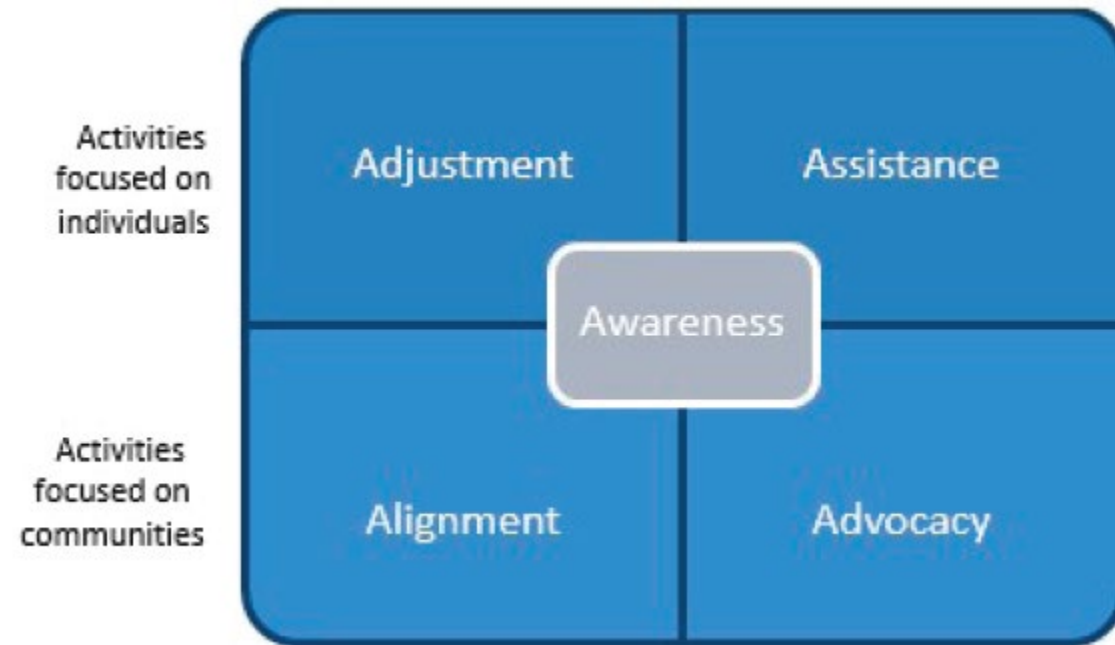 Activities
focused on
individuals
Adjustment
Assistance
Awareness
Activities
focused on
communities
Alignment
Advocacy